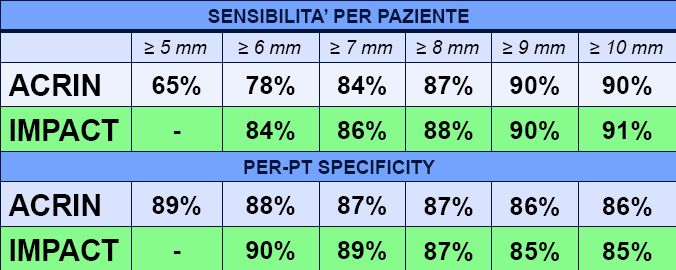 SENSIBILITA’ PER PAZIENTE
≥ 5 mm ≥ 6 mm ≥ 7 mm ≥ 8 mm ≥ 9 mm ≥ 10 mm
ACRIN 65% 78% 84% 87% 90% 90%
IMPACT - 84% 86% 88% 90% 91%
PER-PT SPECIFICITY
ACRIN 89% 88% 87% 87% 86% 86%
IMPACT - 90% 89% 87% 85% 85%